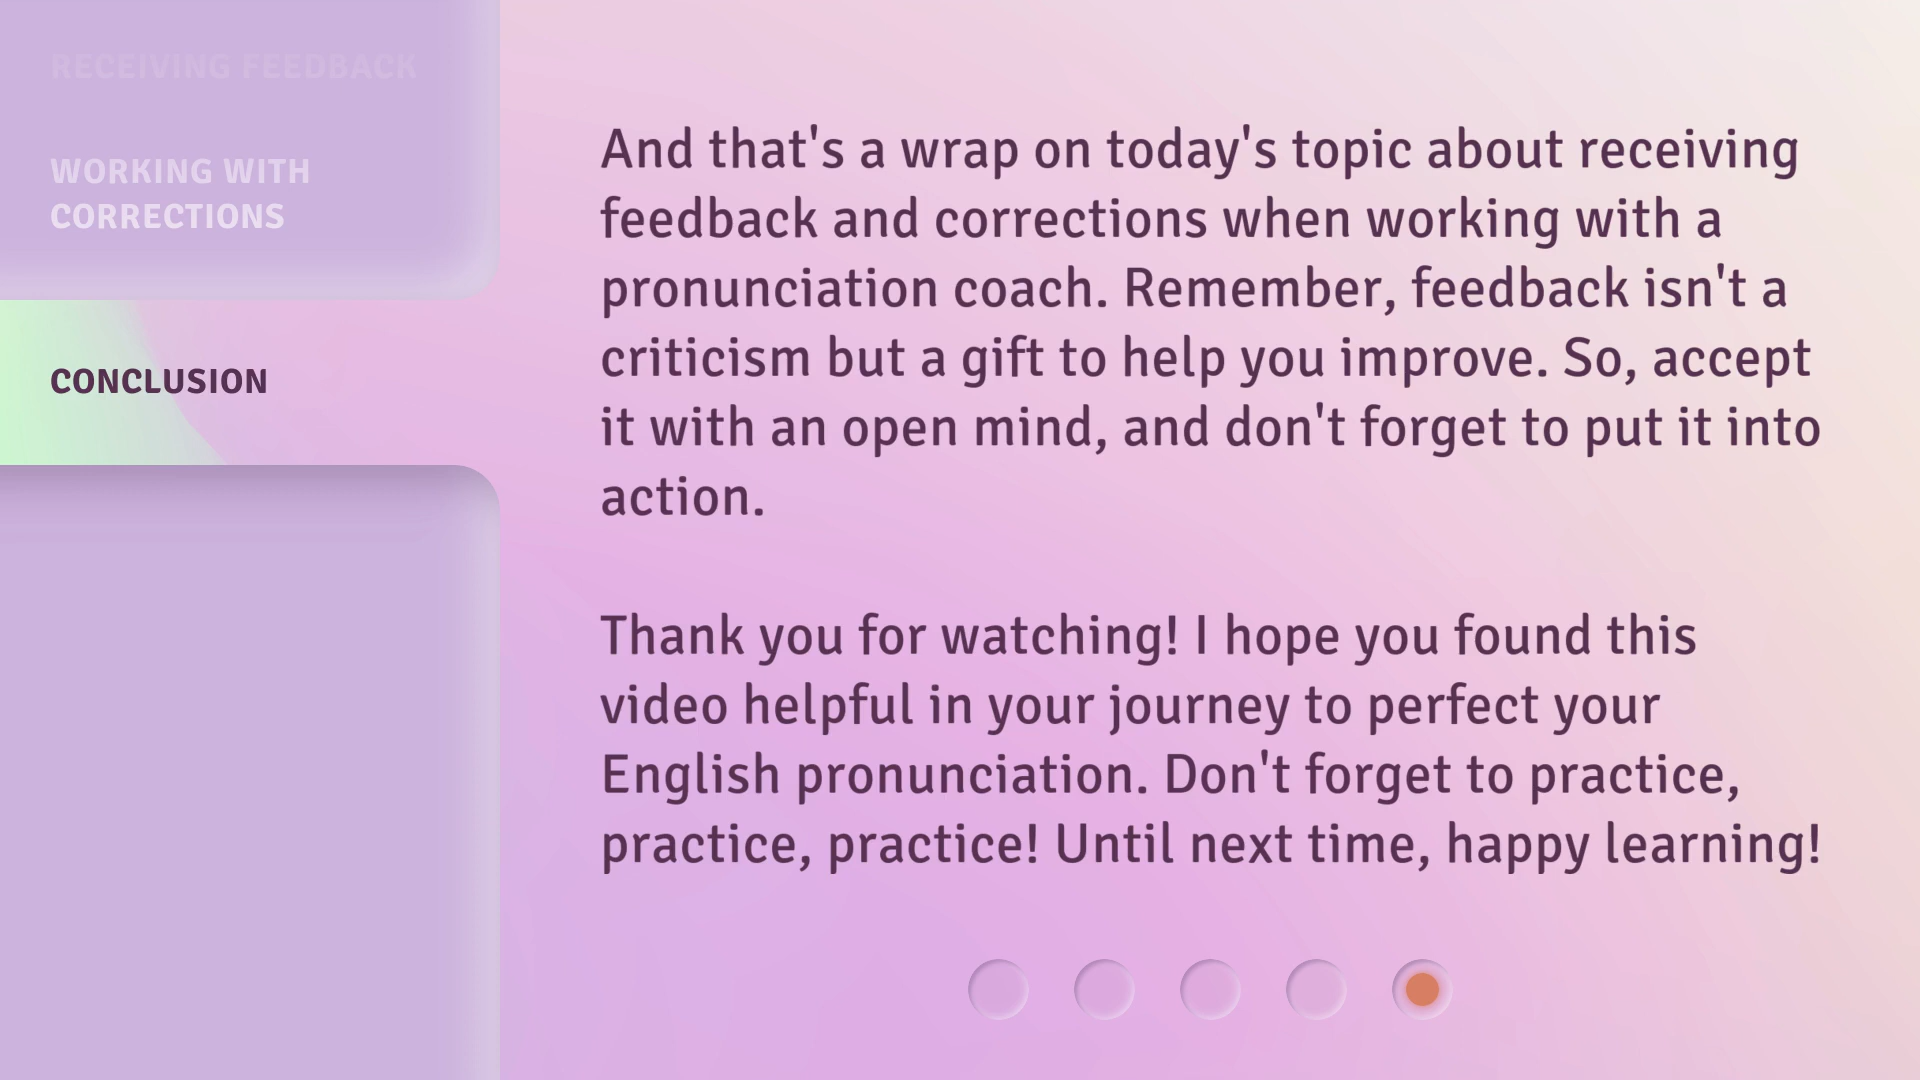 RECEIVING FEEDBACK
WORKING WITH
CORRECTIONS
CONCLUSION
And that's a wrap on today's topic about receiving
feedback and corrections when working with a
pronunciation coach. Remember, feedback isn't a
criticism but a gift to help you improve. So, accept
it with an open mind, and don't forget to put it into
action.
Thank you for watching! I hope you found this
video helpful in your journey to perfect your
English pronunciation. Don't forget to practice,
practice, practice! Until next time, happy learning!